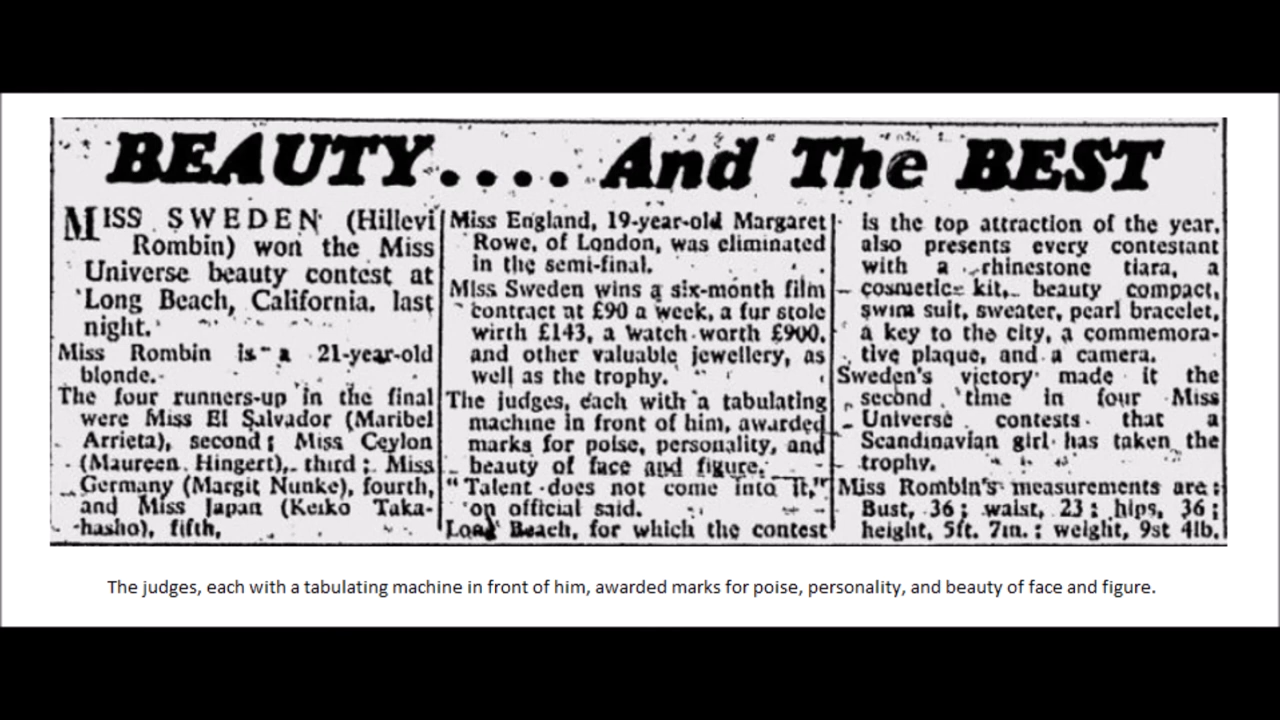 BEAUTY.... And The BEST
MISS SWEDEN (Hillevi
Rombin) won the Miss
Universe beauty contest at
Long Beach, California. last
night.
Miss Rombin is a 21-year-old
blonde.
The four runners-up in the final
were Miss El Salvador (Maribel
Arrieta), second; Miss Ceylon
(Maureen Hingert), third; Miss
Germany (Margit Nunke), fourth,
and Miss Japan (Keiko Taka-
hasho), fifth,
Miss England, 19-year-old Margaret
Rowe, of London, was eliminated
in the semi-final.
Miss Sweden wins a six-month film
contract at £90 a week, a fur stole
wirth £143, a watch worth £900,
and other valuable jewellery, as
well as the trophy.
The judges, each with a tabulating
machine in front of him, awarded
marks for poise, personality, and
beauty of face and figure.
"Talent does not come into it,"
on official said.
Long Beach, for which the contest
is the top attraction of the year,
also presents every contestant
with a rhinestone tiara, a
cosmetic kit, beauty compact,
swim suit, sweater, pearl bracelet,
a key to the city, a commemora-
tive plaque, and a camera.
Sweden's victory made it the
second time in four Miss
Universe contests that a
Scandinavian girl has taken the
trophy.
Miss Rombin's measurements are:
Bust, 36; waist, 23; hips, 36;
height, 5ft. 7in.; weight, 9st 4lb.
The judges, each with a tabulating machine in front of him, awarded marks for poise, personality, and beauty of face and figure.